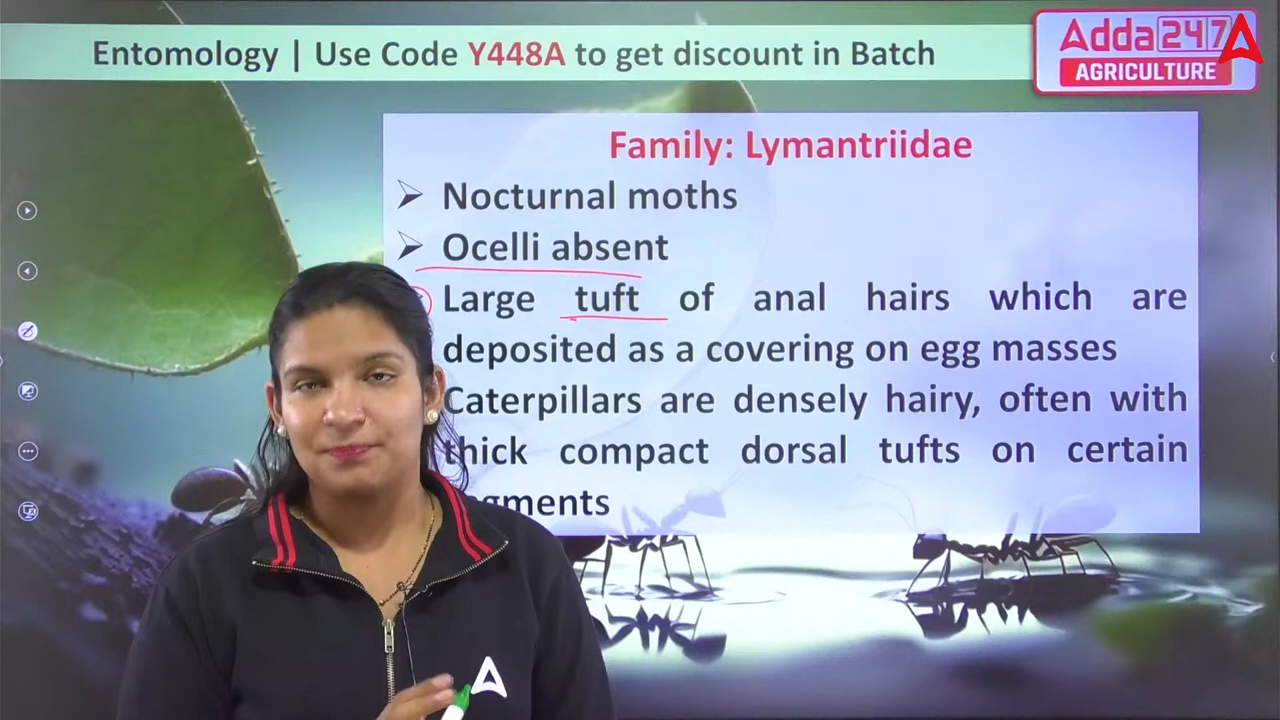 Entomology | Use Code Y448A to get discount in Batch
Adda247
AGRICULTURE
Family: Lymantriidae
Nocturnal moths
Ocelli absent
Large tuft of anal hairs which are
deposited as a covering on egg masses
Caterpillars are densely hairy, often with
thick compact dorsal tufts on certain